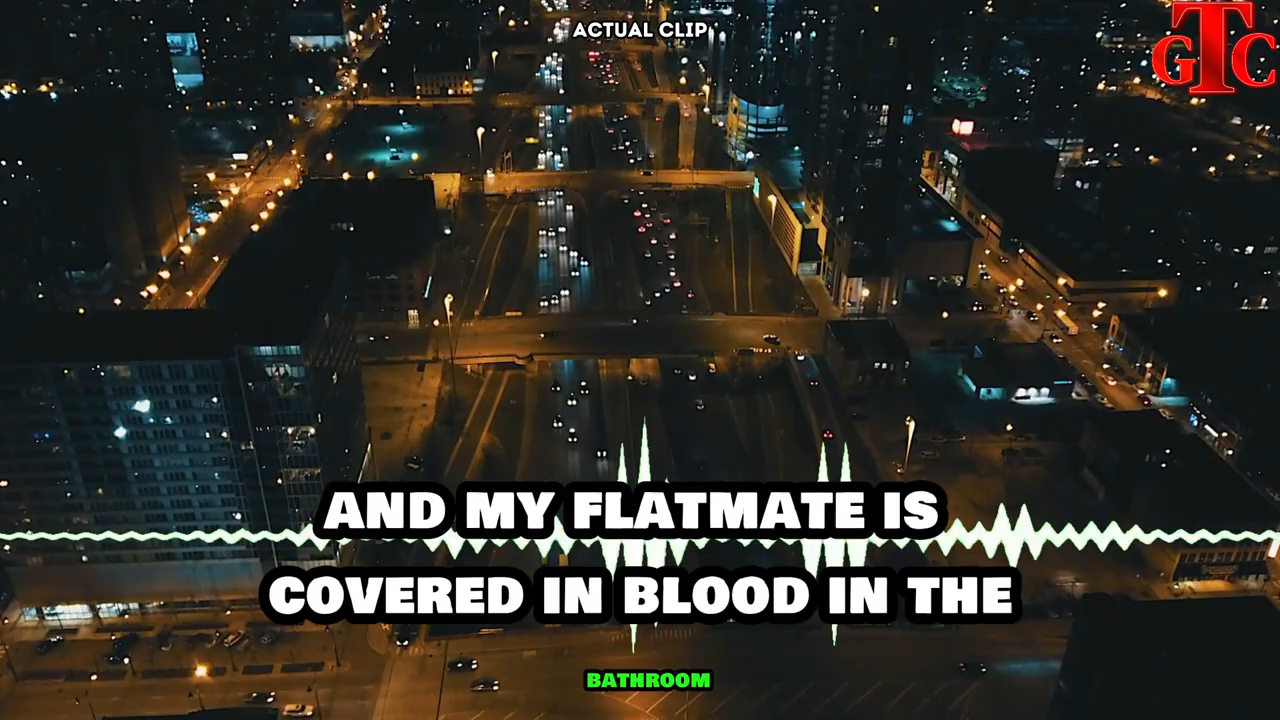 ACTUAL CLIP
GTC
AND MY FLATMATE IS
COVERED IN BLOOD IN THE
BATHROOM